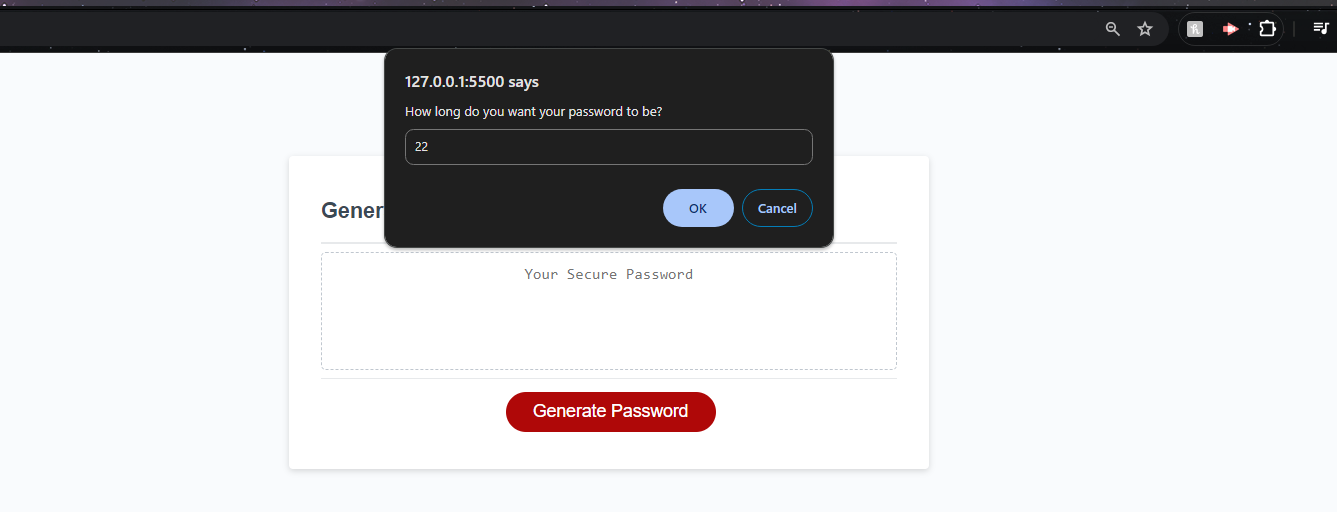 127.0.0.1:5500 says
How long do you want your password to be?
22
OK Cancel
Gener
Your Secure Password
Generate Password